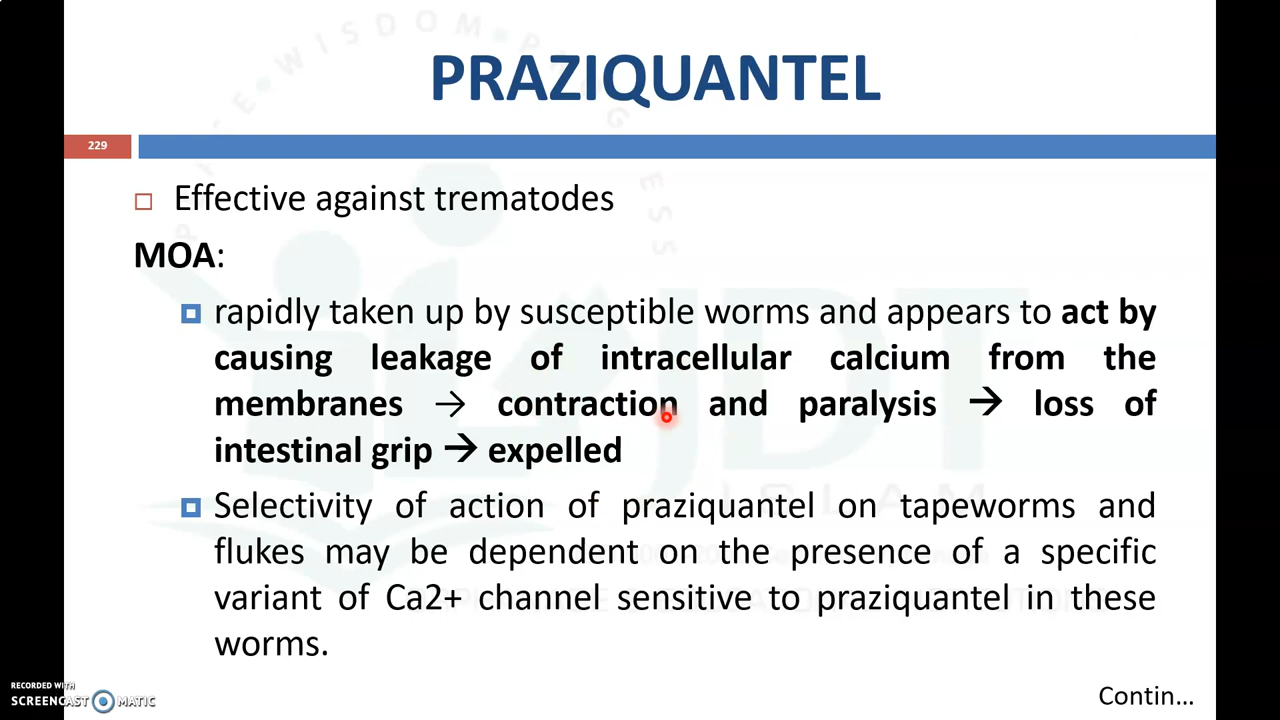 PRAZIQUANTEL
229
Effective against trematodes
MOA:
rapidly taken up by susceptible worms and appears to act by
causing leakage of intracellular calcium from the
membranes → contraction and paralysis → loss of
intestinal grip → expelled
Selectivity of action of praziquantel on tapeworms and
flukes may be dependent on the presence of a specific
variant of Ca2+ channel sensitive to praziquantel in these
worms.
Contin...
RECORDED WITH
SCREENCAST MATIC
WISDOM
JDT
ISLAM